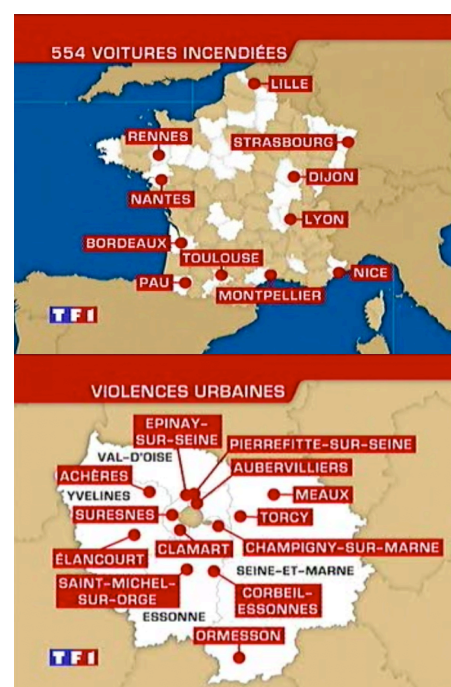 554 VOITURES INCENDIÉES
LILLE
RENNES
STRASBOURG
DIJON
NANTES
LYON
BORDEAUX
TOULOUSE
PAU
NICE
MONTPELLIER
TF1
VIOLENCES URBAINES
EPINAY-
SUR-SEINE
PIERREFITTE-SUR-SEINE
VAL-D'OISE
AUBERVILLIERS
ACHÈRES
YVELINES
MEAUX
SURESNES
TORCY
CLAMART
CHAMPIGNY-SUR-MARNE
ÉLANCOURT
SEINE-ET-MARNE
SAINT-MICHEL-
SUR-ORGE
CORBEIL-
ESSONNES
ESSONNE
ORMESSON
TF1